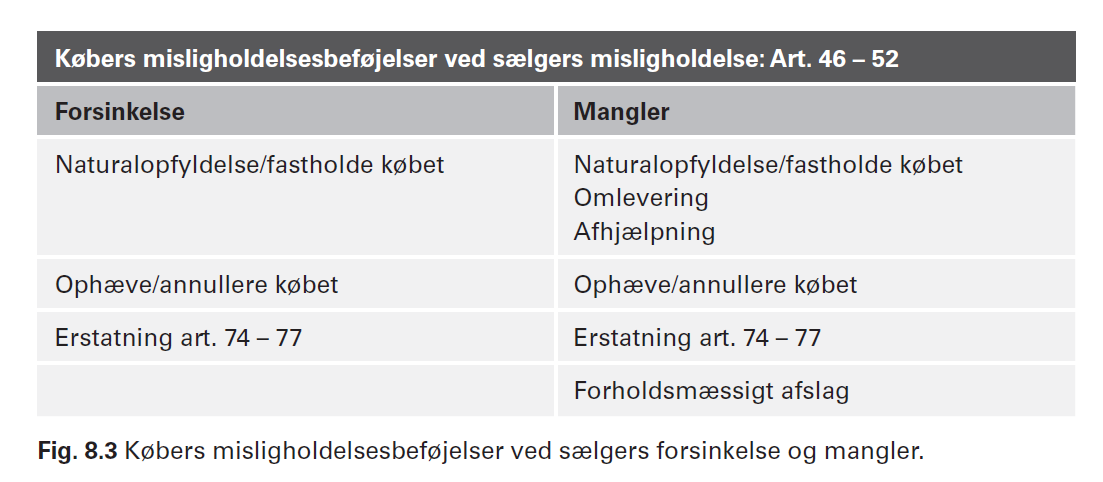 Købers misligholdelsesbeføjelser ved sælgers misligholdelse: Art. 46 – 52
Forsinkelse
Mangler
Naturalopfyldelse/fastholde købet
Naturalopfyldelse/fastholde købet
Omlevering
Afhjælpning
Ophæve/annullere købet
Ophæve/annullere købet
Erstatning art. 74 – 77
Erstatning art. 74 – 77
Forholdsmæssigt afslag
Fig. 8.3 Købers misligholdelsesbeføjelser ved sælgers forsinkelse og mangler.